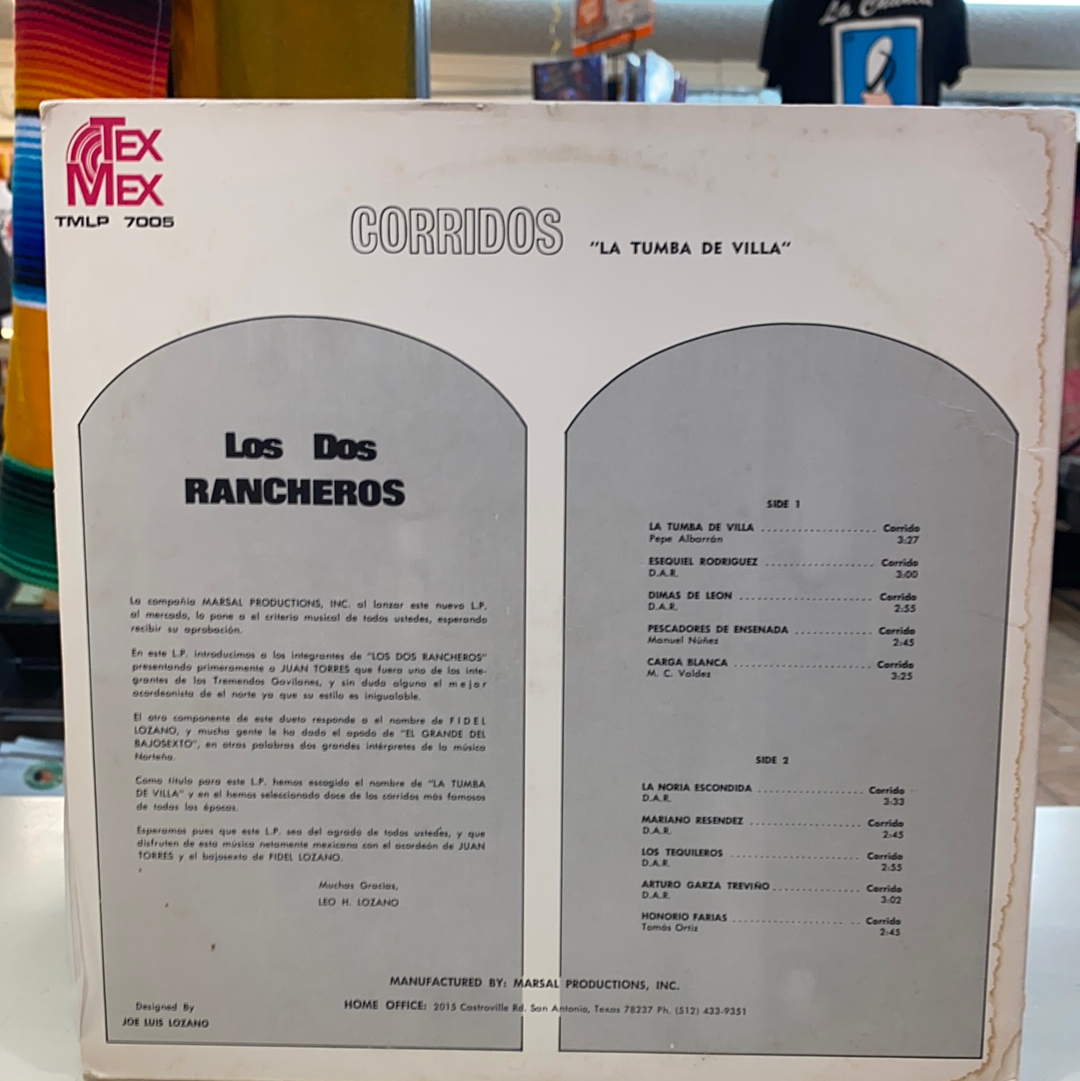 La Chalda
TEX
MEX
TMLP 7005
CORRIDOS "LA TUMBA DE VILLA"
LOS DOS
RANCHEROS
La compañía MARSAL PRODUCTIONS, INC. al lanzar este nuevo L.P.
al mercado, lo pone a el criterio musical de todos ustedes, esperando
recibir su aprobación.
En este L.P. introducimos a los integrantes de "LOS DOS RANCHEROS"
presentando primeramente a JUAN TORRES que fuera uno de los inte-
grantes de los Tremendos Gavilanes, y sin duda alguna el mejor
acordeonista de el norte ya que su estilo es inigualable.
El otro componente de este dueto responde a el nombre de FIDEL
LOZANO, y mucha gente le ha dado el apodo de "EL GRANDE DEL
BAJOSEXTO", en otras palabras dos grandes intérpretes de la música
Norteña.
Como título para este L.P. hemos escogido el nombre de "LA TUMBA
DE VILLA" y en el hemos seleccionado doce de los corridos más famosos
de todas las épocas.
Esperamos pues que este L.P. sea del agrado de todos ustedes, y que
disfruten de esta música netamente mexicana con el acordeón de JUAN
TORRES y el bajosexto de FIDEL LOZANO.
Muchas Gracias,
LEO H. LOZANO
Designed By
JOE LUIS LOZANO
SIDE 1
LA TUMBA DE VILLA .................... Corrido
Pepe Albarrán 3:27
ESEQUIEL RODRIGUEZ ................... Corrido
D.A.R. 3:00
DIMAS DE LEON ........................ Corrido
D.A.R. 2:55
PESCADORES DE ENSENADA ............. Corrido
Manuel Núñez 2:45
CARGA BLANCA ........................ Corrido
M. C. Valdez 3:25
SIDE 2
LA NORIA ESCONDIDA ................... Corrido
D.A.R. 3:33
MARIANO RESENDEZ .................... Corrido
D.A.R. 2:45
LOS TEQUILEROS ....................... Corrido
D.A.R. 2:55
ARTURO GARZA TREVIÑO ............... Corrido
D.A.R. 3:02
HONORIO FARIAS ...................... Corrido
Tomás Ortiz 2:45
MANUFACTURED BY: MARSAL PRODUCTIONS, INC.
HOME OFFICE: 2015 Castroville Rd. San Antonio, Texas 78237 Ph. (512) 433-9351